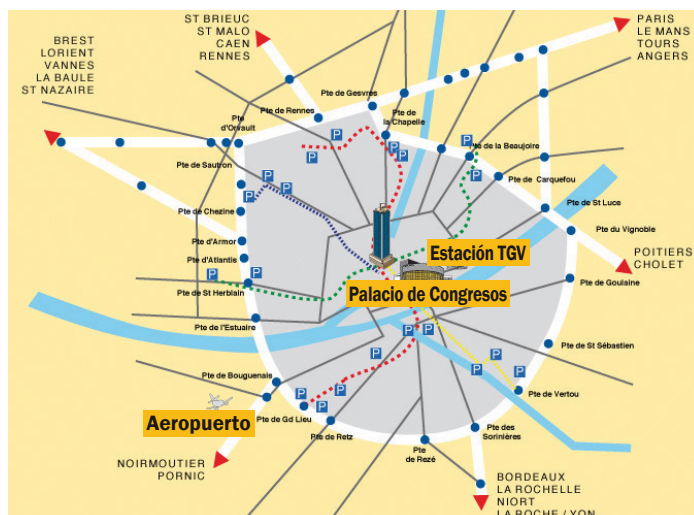 ST BRIEUC
ST MALO
CAEN
RENNES
PARIS
LE MANS
TOURS
ANGERS
BREST
LORIENT
VANNES
LA BAULE
ST NAZAIRE
Pte de Gesvres
Pte de Rennes
Pte de
la Chapelle
Pte
d'Orvault
P
P
P
P
P
Pte de la Beaujoire
P
P
P
Pte de Sautron
P
P
Pte de Carquefou
P
Pte de St Luce
Pte de Chezine
Pte du Vignoble
Pte d'Armor
Estación TGV
POITIERS
CHOLET
Pte d'Atlantis
P
Pte de Goulaine
Pte de St Herblain
Palacio de Congresos
Pte de l'Estuaire
P
P
Pte de St Sébastien
P
P
P
P
Pte de Bouguenais
P
P
Pte de Vertou
P
P
Aeropuerto
Pte de Gd Lieu
Pte des
Sorinières
Pte de Retz
Pte
de Rezé
NOIRMOUTIER
PORNIC
BORDEAUX
LA ROCHELLE
NIORT
LA ROCHE / YON